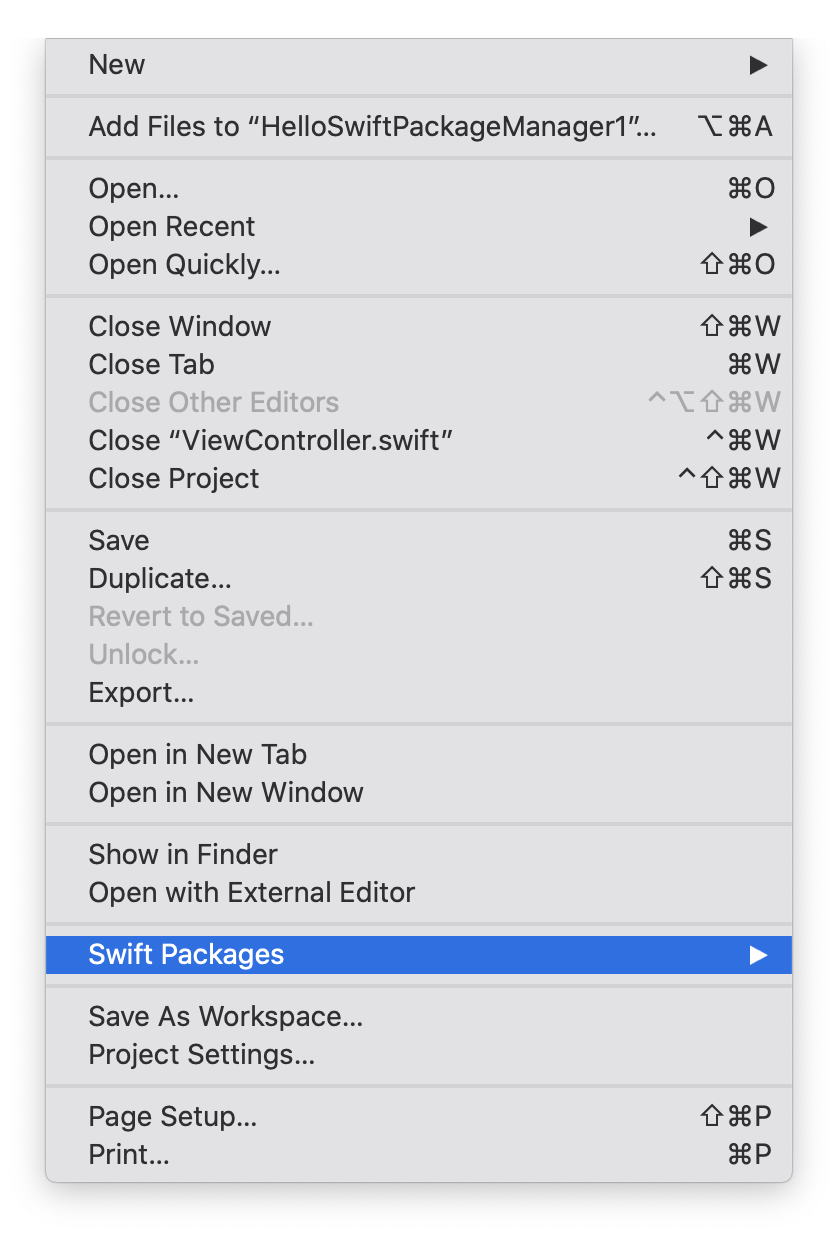 New ▶
Add Files to “HelloSwiftPackageManager1”... ⌥⌘A
Open... ⌘O
Open Recent ▶
Open Quickly... ⇧⌘O
Close Window ⇧⌘W
Close Tab ⌘W
Close Other Editors ^⌥⇧⌘W
Close “ViewController.swift” ^⌘W
Close Project ^⇧⌘W
Save ⌘S
Duplicate... ⇧⌘S
Revert to Saved...
Unlock...
Export...
Open in New Tab
Open in New Window
Show in Finder
Open with External Editor
Swift Packages ▶
Save As Workspace...
Project Settings...
Page Setup... ⇧⌘P
Print... ⌘P